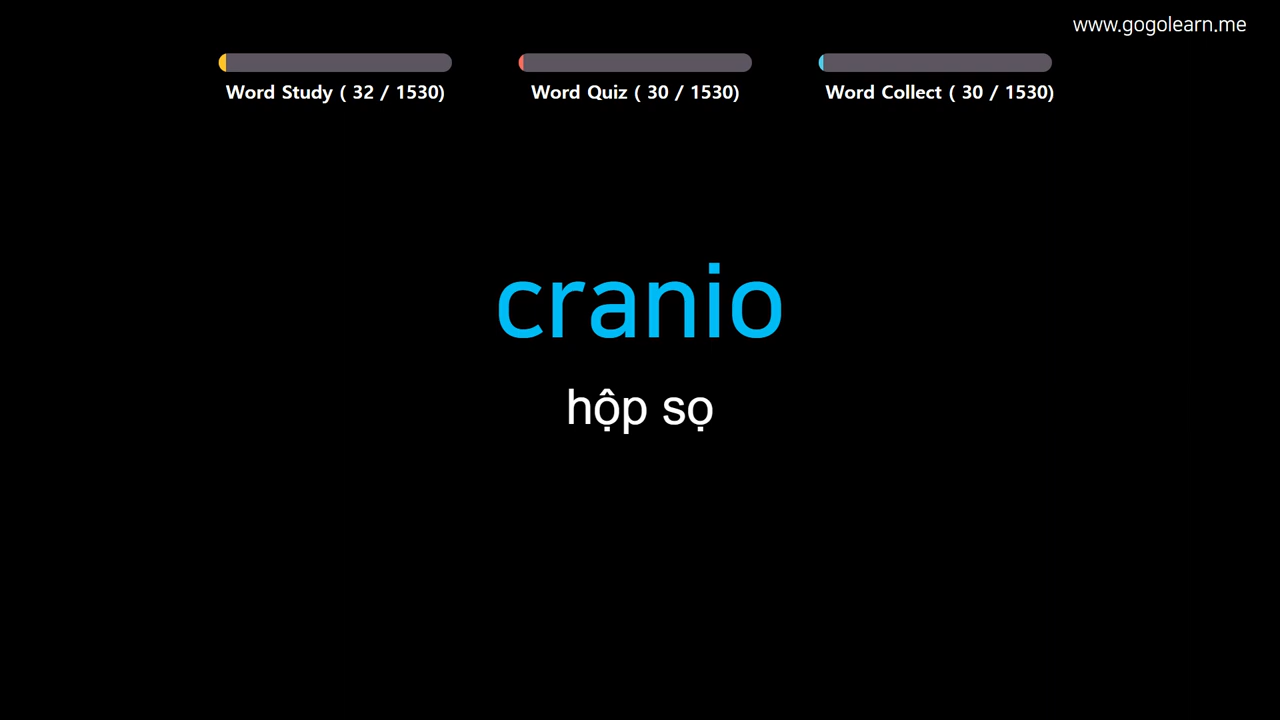 www.gogolearn.me
Word Study ( 32 / 1530)
Word Quiz ( 30 / 1530)
Word Collect ( 30 / 1530)
cranio
hộp sọ